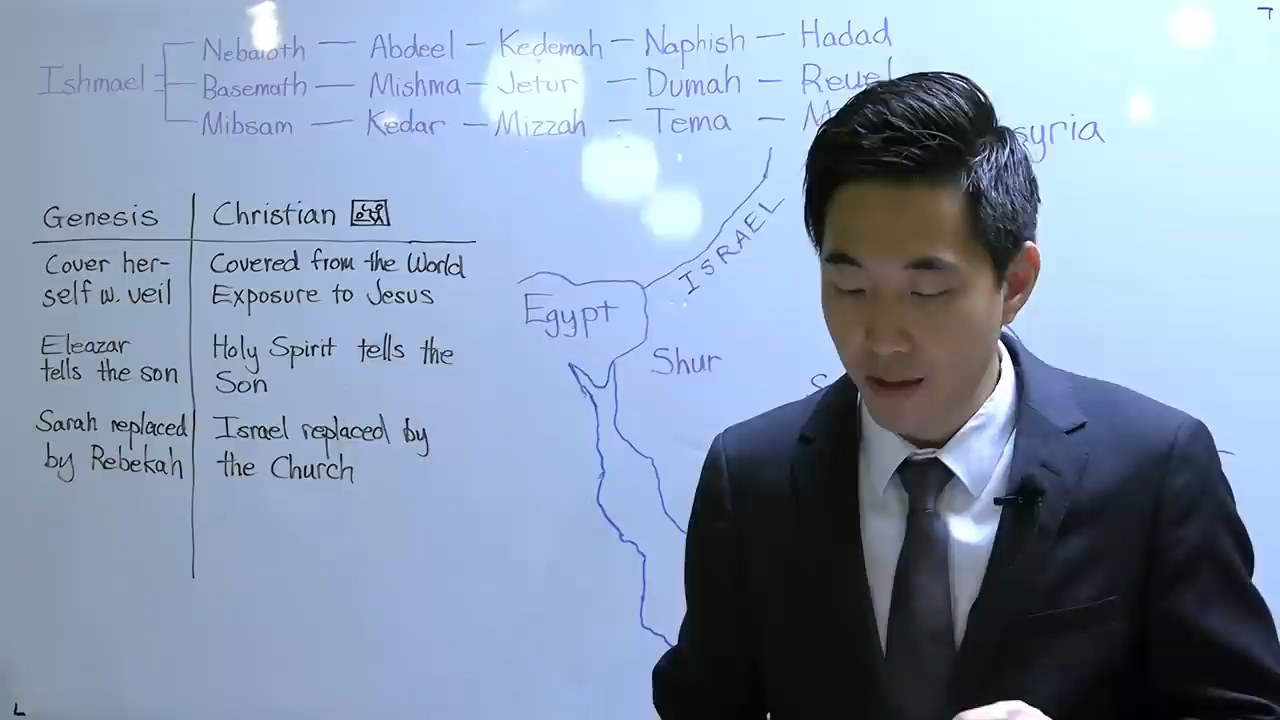 Ishmael
Nebaioth — Abdeel — Kedemah — Naphish — Hadad
Basemath — Mishma — Jetur — Dumah — Reuel
Mibsam — Kedar — Mizzah — Tema —
syria
Genesis | Christian
Cover her- | Covered from the World
self w. veil | Exposure to Jesus
Eleazar | Holy Spirit tells the
tells the son | Son
Sarah replaced | Israel replaced by
by Rebekah | the Church
ISRAEL
Egypt
Shur